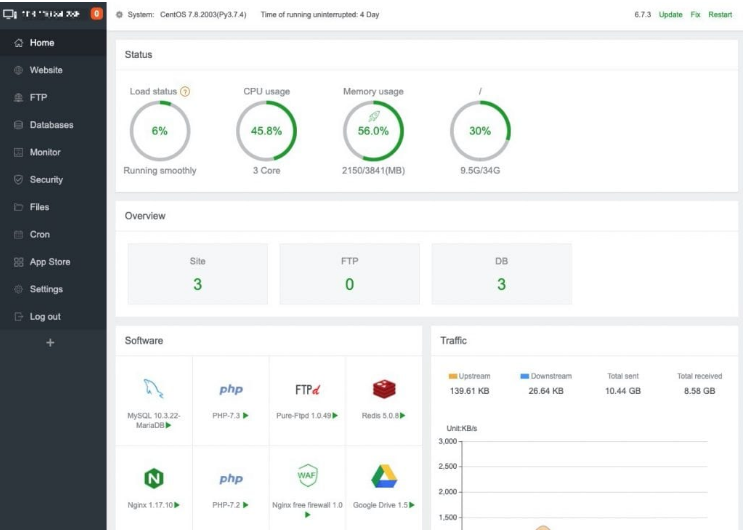 0
System: CentOS 7.8.2003(Py3.7.4) Time of running uninterrupted: 4 Day
6.7.3 Update Fix Restart
Home
Website
FTP
Databases
Monitor
Security
Files
Cron
App Store
Settings
Log out
+
Status
Load status ? CPU usage Memory usage /
6% 45.8% 56.0% 30%
Running smoothly 3 Core 2150/3841(MB) 9.5G/34G
Overview
Site FTP DB
3 0 3
Software
php FTPd
MySQL 10.3.22-MariaDB PHP-7.3 Pure-Ftpd 1.0.49 Redis 5.0.8
N php WAF
Nginx 1.17.10 PHP-7.2 Nginx free firewall 1.0 Google Drive 1.5
Traffic
Upstream Downstream Total sent Total received
139.61 KB 26.64 KB 10.44 GB 8.58 GB
Unit:KB/s
3,000
2,500
2,000
1,500